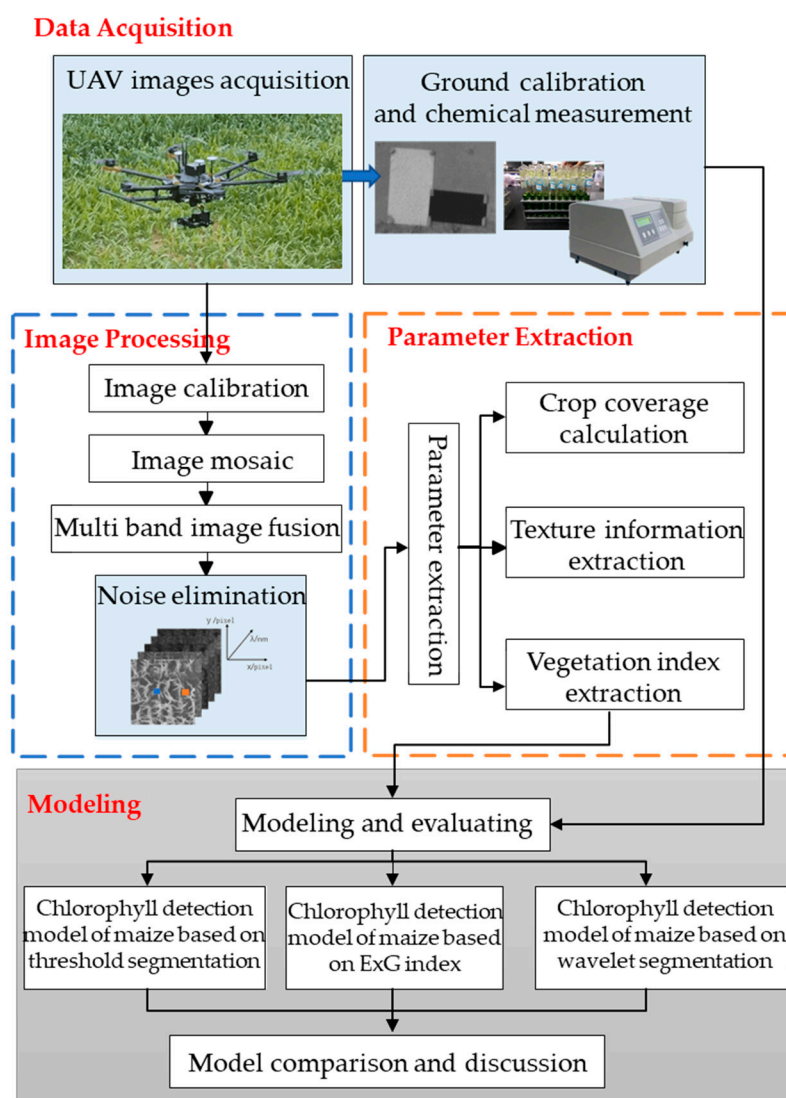 Data Acquisition
UAV images acquisition
Ground calibration
and chemical measurement
Image Processing
Image calibration
Image mosaic
Multi band image fusion
Noise elimination
y/pixel
λ/nm
x/pixel
Parameter Extraction
Parameter extraction
Crop coverage
calculation
Texture information
extraction
Vegetation index
extraction
Modeling
Modeling and evaluating
Chlorophyll detection
model of maize based on
threshold segmentation
Chlorophyll detection
model of maize based
on ExG index
Chlorophyll detection
model of maize based on
wavelet segmentation
Model comparison and discussion